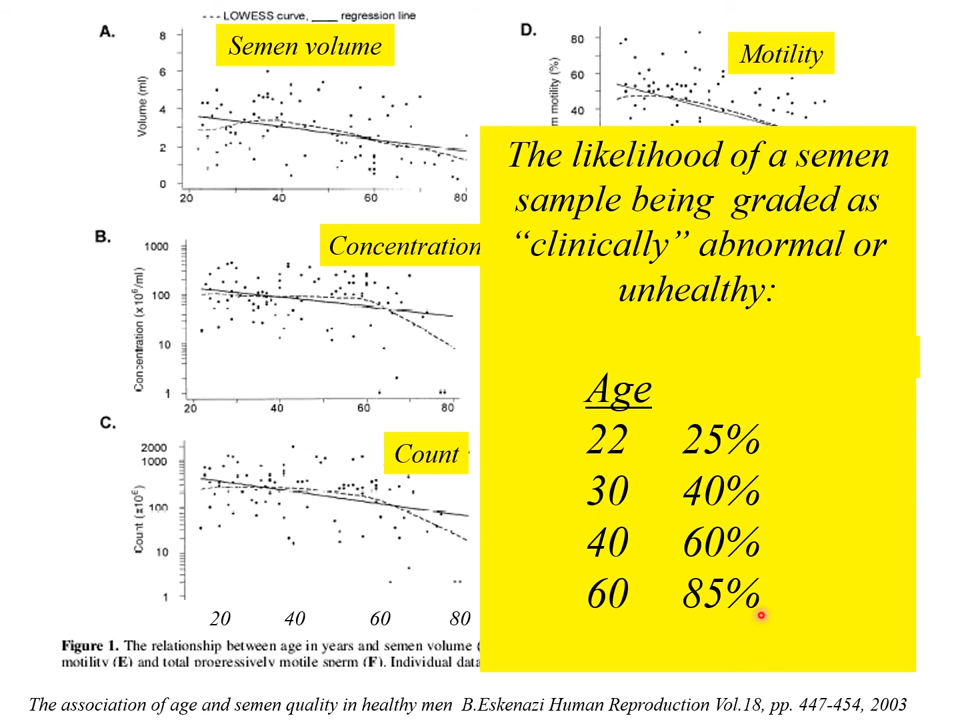 --- LOWESS curve, ____ regression line
A.
Semen volume
Volume (ml)
8
6
4
2
0
20
40
60
80
D.
Motility
m motility (%)
80
60
40
B.
Concentration
Concentration (x10⁶/ml)
1000
100
10
1
20
40
60
80
C.
Count
Count (x10⁶)
2000
1000
100
10
1
20 40 60 80
The likelihood of a semen
sample being graded as
“clinically” abnormal or
unhealthy:
Age
22 25%
30 40%
40 60%
60 85%
Figure 1. The relationship between age in years and semen volume (
motility (E) and total progressively motile sperm (F). Individual data
The association of age and semen quality in healthy men B.Eskenazi Human Reproduction Vol.18, pp. 447-454, 2003